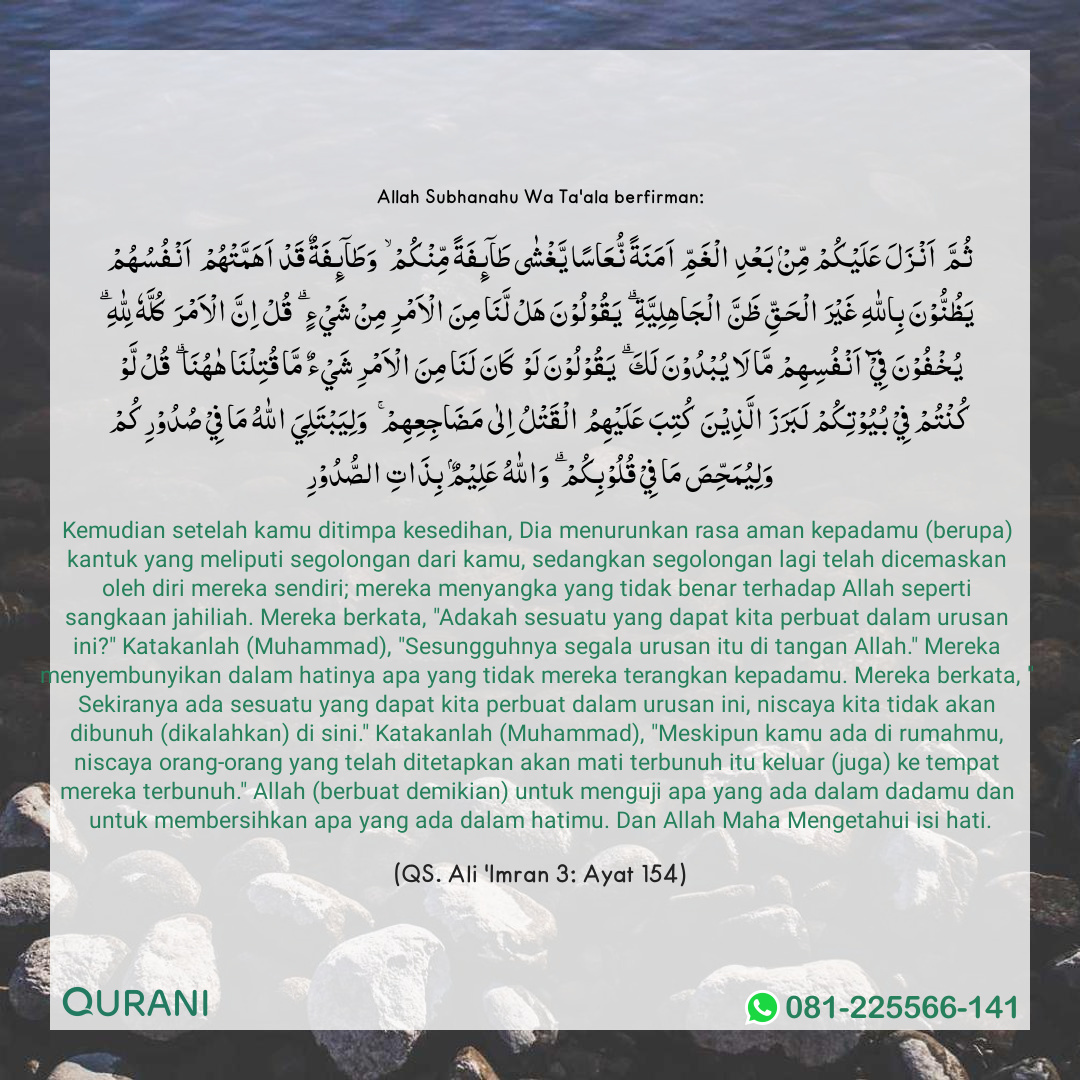 Allah Subhanahu Wa Ta'ala berfirman:
ثُمَّ اَنْزَلَ عَلَيْكُمْ مِّنْۢ بَعْدِ الْغَمِّ اَمَنَةً نُّعَاسًا يَّغْشٰى طَآئِفَةً مِّنْكُمْ ۙ وَطَآئِفَةٌ قَدْ اَهَمَّتْهُمْ اَنْفُسُهُمْ
يَظُنُّوْنَ بِاللّٰهِ غَيْرَ الْحَـقِّ ظَنَّ الْجَـاهِلِيَّةِ ۗ يَقُوْلُوْنَ هَلْ لَّنَا مِنَ الْاَمْرِ مِنْ شَيْءٍ ۗ قُلْ اِنَّ الْاَمْرَ كُلَّهٗ لِلّٰهِ ۗ
يُخْفُوْنَ فِيْۤ اَنْفُسِهِمْ مَّا لَا يُبْدُوْنَ لَكَ ۗ يَقُوْلُوْنَ لَوْ كَانَ لَنَا مِنَ الْاَمْرِ شَيْءٌ مَّا قُتِلْنَا هٰهُنَا ۗ قُلْ لَّوْ
كُنْتُمْ فِيْ بُيُوْتِكُمْ لَبَرَزَ الَّذِيْنَ كُتِبَ عَلَيْهِمُ الْقَتْلُ اِلٰى مَضَاجِعِهِمْ ۚ وَلِيَبْتَلِيَ اللّٰهُ مَا فِيْ صُدُوْرِكُمْ
وَلِيُمَحِّصَ مَا فِيْ قُلُوْبِكُمْ ۗ وَاللّٰهُ عَلِيْمٌۢ بِذَاتِ الصُّدُوْرِ
Kemudian setelah kamu ditimpa kesedihan, Dia menurunkan rasa aman kepadamu (berupa)
kantuk yang meliputi segolongan dari kamu, sedangkan segolongan lagi telah dicemaskan
oleh diri mereka sendiri; mereka menyangka yang tidak benar terhadap Allah seperti
sangkaan jahiliah. Mereka berkata, "Adakah sesuatu yang dapat kita perbuat dalam urusan
ini?" Katakanlah (Muhammad), "Sesungguhnya segala urusan itu di tangan Allah." Mereka
menyembunyikan dalam hatinya apa yang tidak mereka terangkan kepadamu. Mereka berkata, "
Sekiranya ada sesuatu yang dapat kita perbuat dalam urusan ini, niscaya kita tidak akan
dibunuh (dikalahkan) di sini." Katakanlah (Muhammad), "Meskipun kamu ada di rumahmu,
niscaya orang-orang yang telah ditetapkan akan mati terbunuh itu keluar (juga) ke tempat
mereka terbunuh." Allah (berbuat demikian) untuk menguji apa yang ada dalam dadamu dan
untuk membersihkan apa yang ada dalam hatimu. Dan Allah Maha Mengetahui isi hati.
(QS. Ali 'Imran 3: Ayat 154)
QURANI
081-225566-141